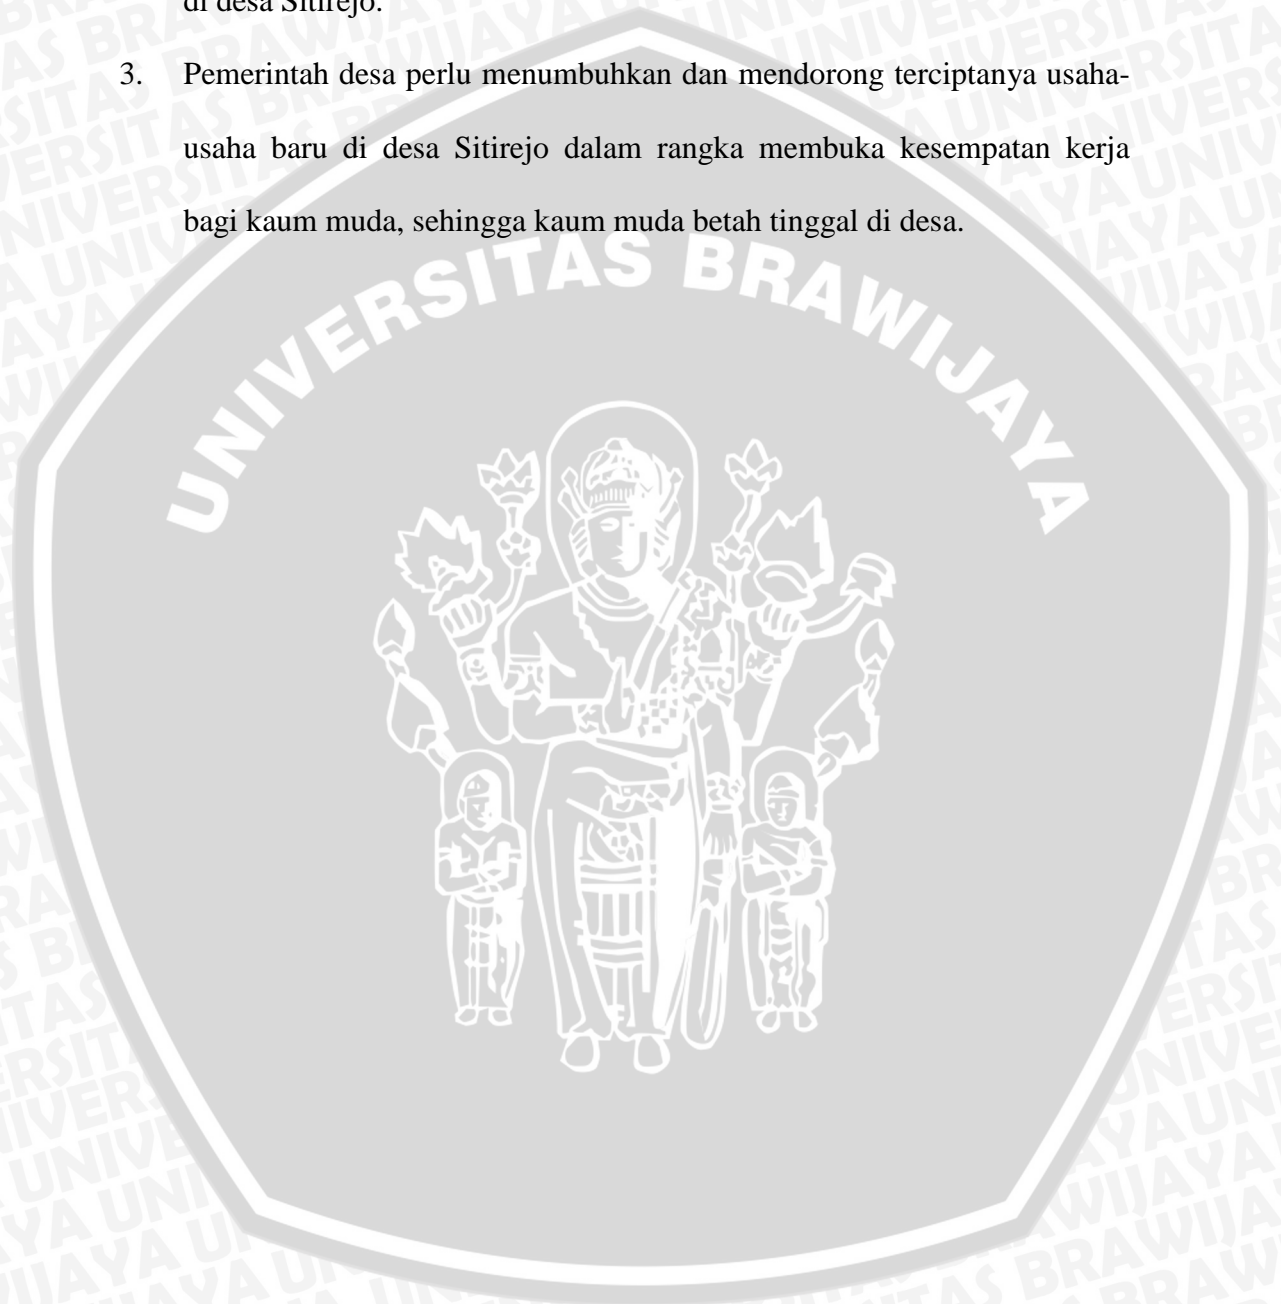 di desa Sitirejo.
3. Pemerintah desa perlu menumbuhkan dan mendorong terciptanya usaha-
usaha baru di desa Sitirejo dalam rangka membuka kesempatan kerja
bagi kaum muda, sehingga kaum muda betah tinggal di desa.
UNIVERSITAS BRAWIJAYA